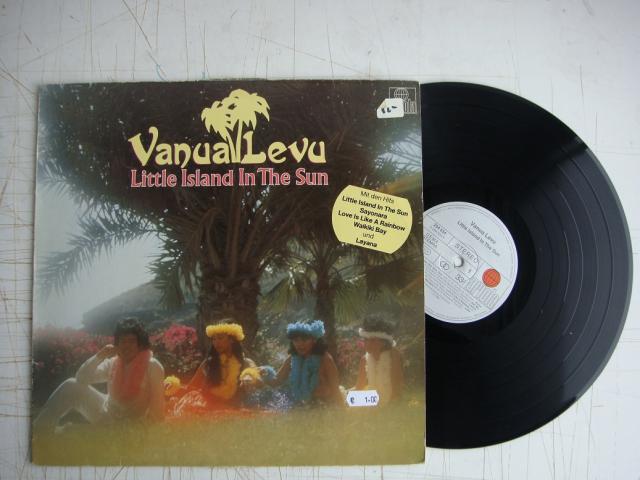 Vanua Levu
Little Island In The Sun
Mit den Hits
Little Island In The Sun
Sayonara
Love Is Like A Rainbow
Waikiki Bay
und
Layana
€ 1-00
Vanua Levu
Little Island In The Sun
STEREO
33